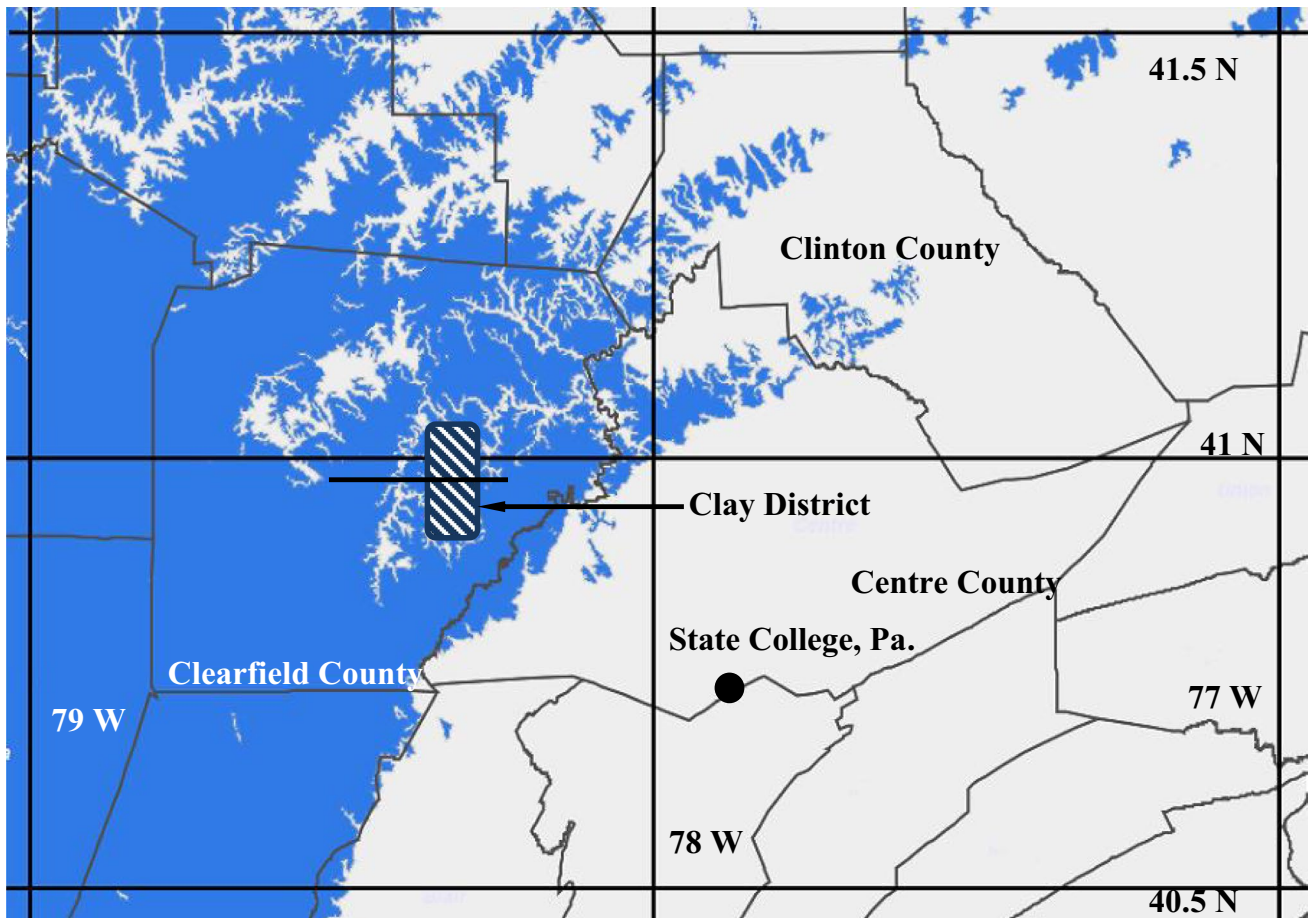 41.5 N
Clinton County
41 N
Clay District
Centre
Centre County
State College, Pa.
Clearfield County
77 W
79 W
78 W
40.5 N